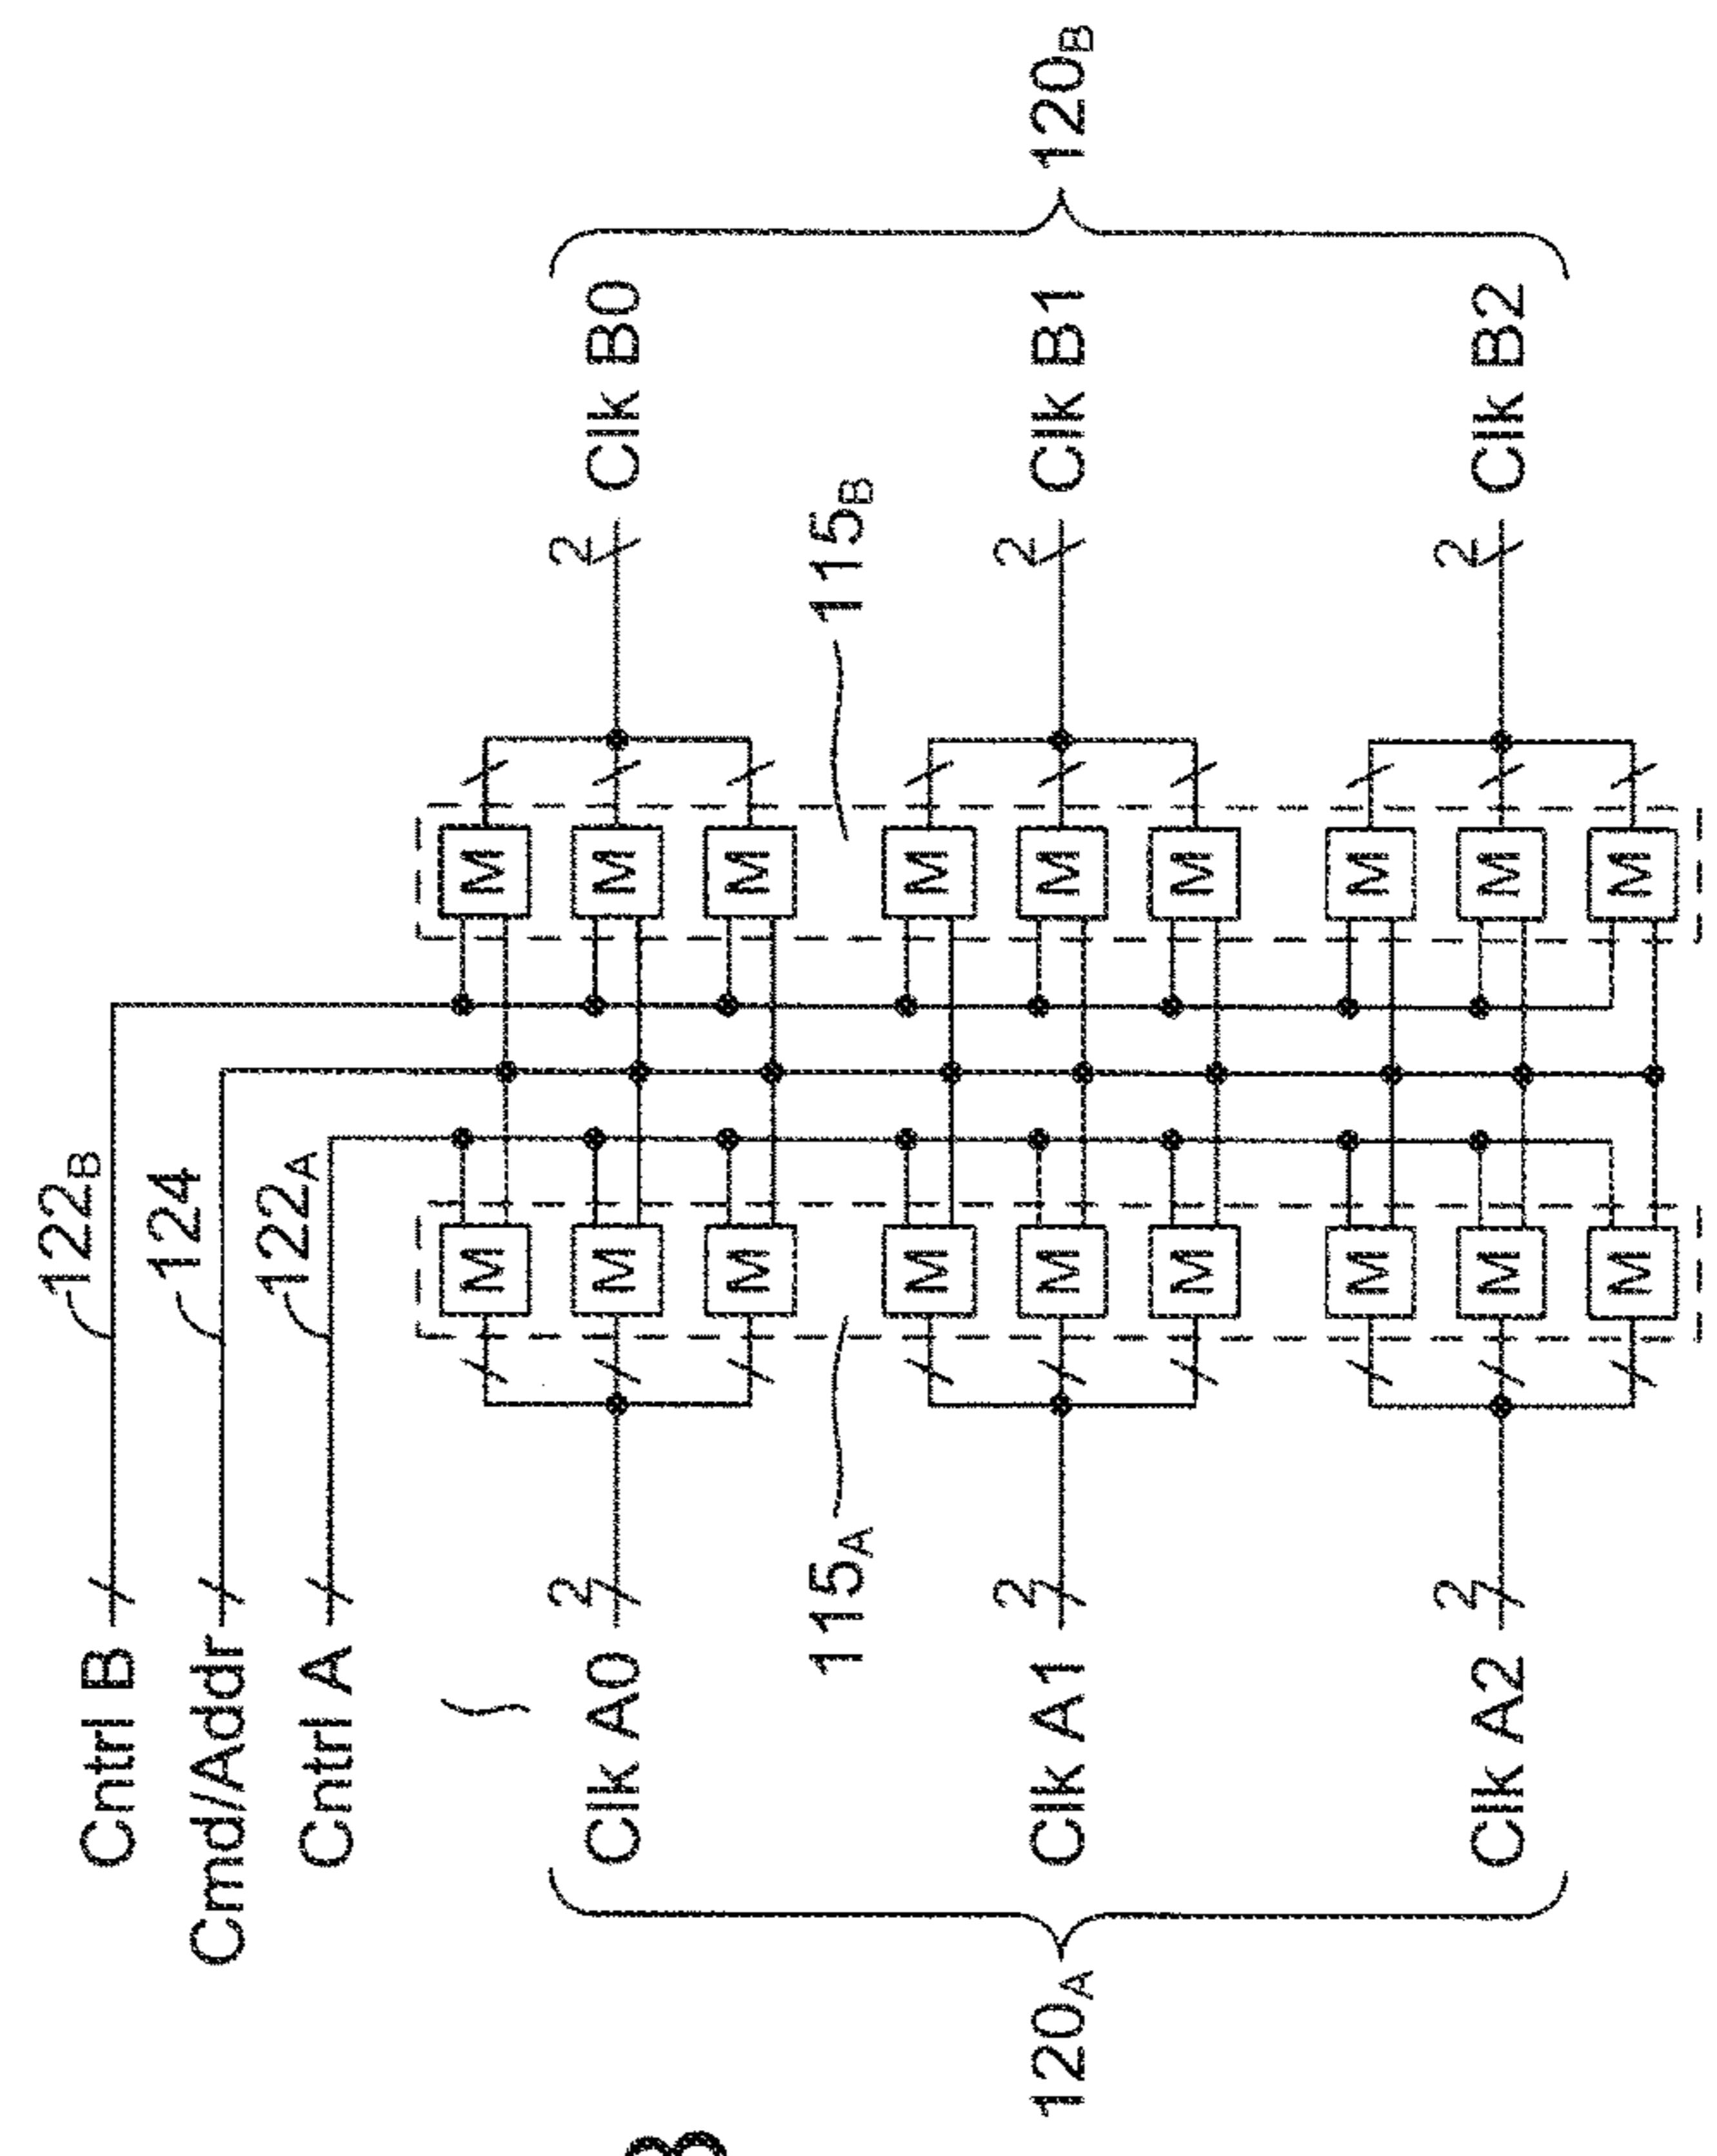 Cntrl B
122B
Cmd/Addr
124
Cntrl A
122A
M M
Clk A0 2 M M 2 Clk B0
M M
115A 115B
M M
120A Clk A1 2 M M 2 Clk B1 120B
M M
M M
Clk A2 2 M M 2 Clk B2
M M
3